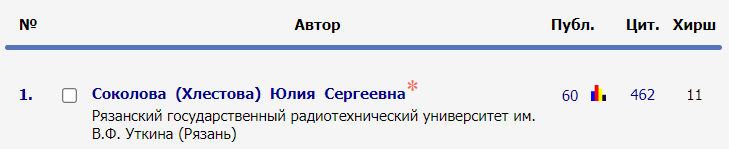 № Автор Публ. Цит. Хирш
1. Соколова (Хлестова) Юлия Сергеевна* 60 462 11
Рязанский государственный радиотехнический университет им.
В.Ф. Уткина (Рязань)